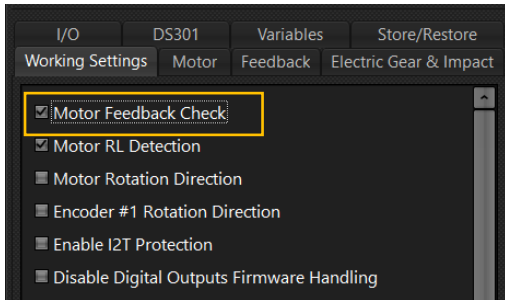 I/O DS301 Variables Store/Restore
Working Settings Motor Feedback Electric Gear & Impact
Motor Feedback Check
Motor RL Detection
Motor Rotation Direction
Encoder #1 Rotation Direction
Enable I2T Protection
Disable Digital Outputs Firmware Handling